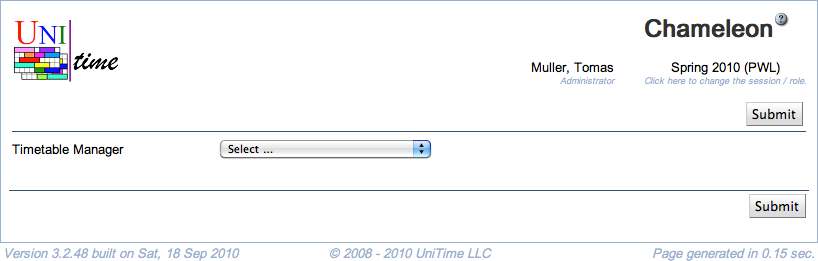 UNI
time
Chameleon ?
Muller, Tomas
Administrator
Spring 2010 (PWL)
Click here to change the session / role.
Submit
Timetable Manager
Select ...
Submit
Version 3.2.48 built on Sat, 18 Sep 2010
© 2008 - 2010 UniTime LLC
Page generated in 0.15 sec.